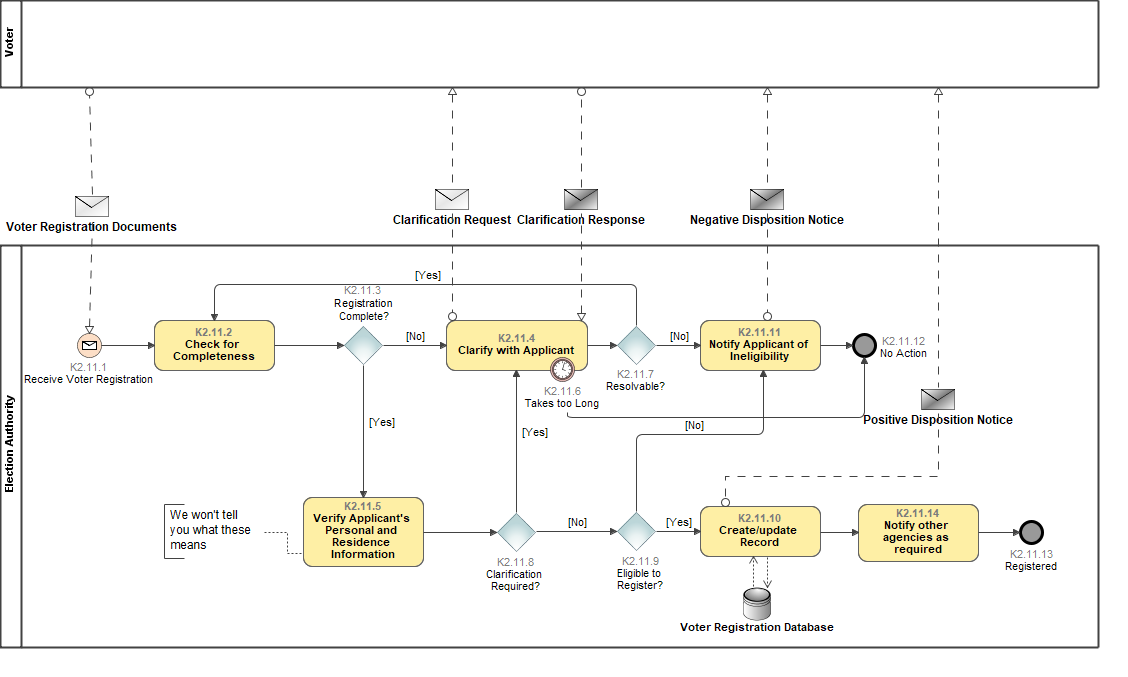 Voter
Voter Registration Documents
Clarification Request
Clarification Response
Negative Disposition Notice
Election Authority
[Yes]
K2.11.3
Registration
Complete?
K2.11.1
Receive Voter Registration
K2.11.2
Check for
Completeness
[No]
K2.11.4
Clarify with Applicant
K2.11.6
Takes too Long
K2.11.7
Resolvable?
[No]
K2.11.11
Notify Applicant of
Ineligibility
K2.11.12
No Action
Positive Disposition Notice
[Yes]
[Yes]
[No]
We won't tell
you what these
means
K2.11.5
Verify Applicant's
Personal and
Residence
Information
K2.11.8
Clarification
Required?
[No]
K2.11.9
Eligible to
Register?
[Yes]
K2.11.10
Create/update
Record
K2.11.14
Notify other
agencies as
required
K2.11.13
Registered
Voter Registration Database